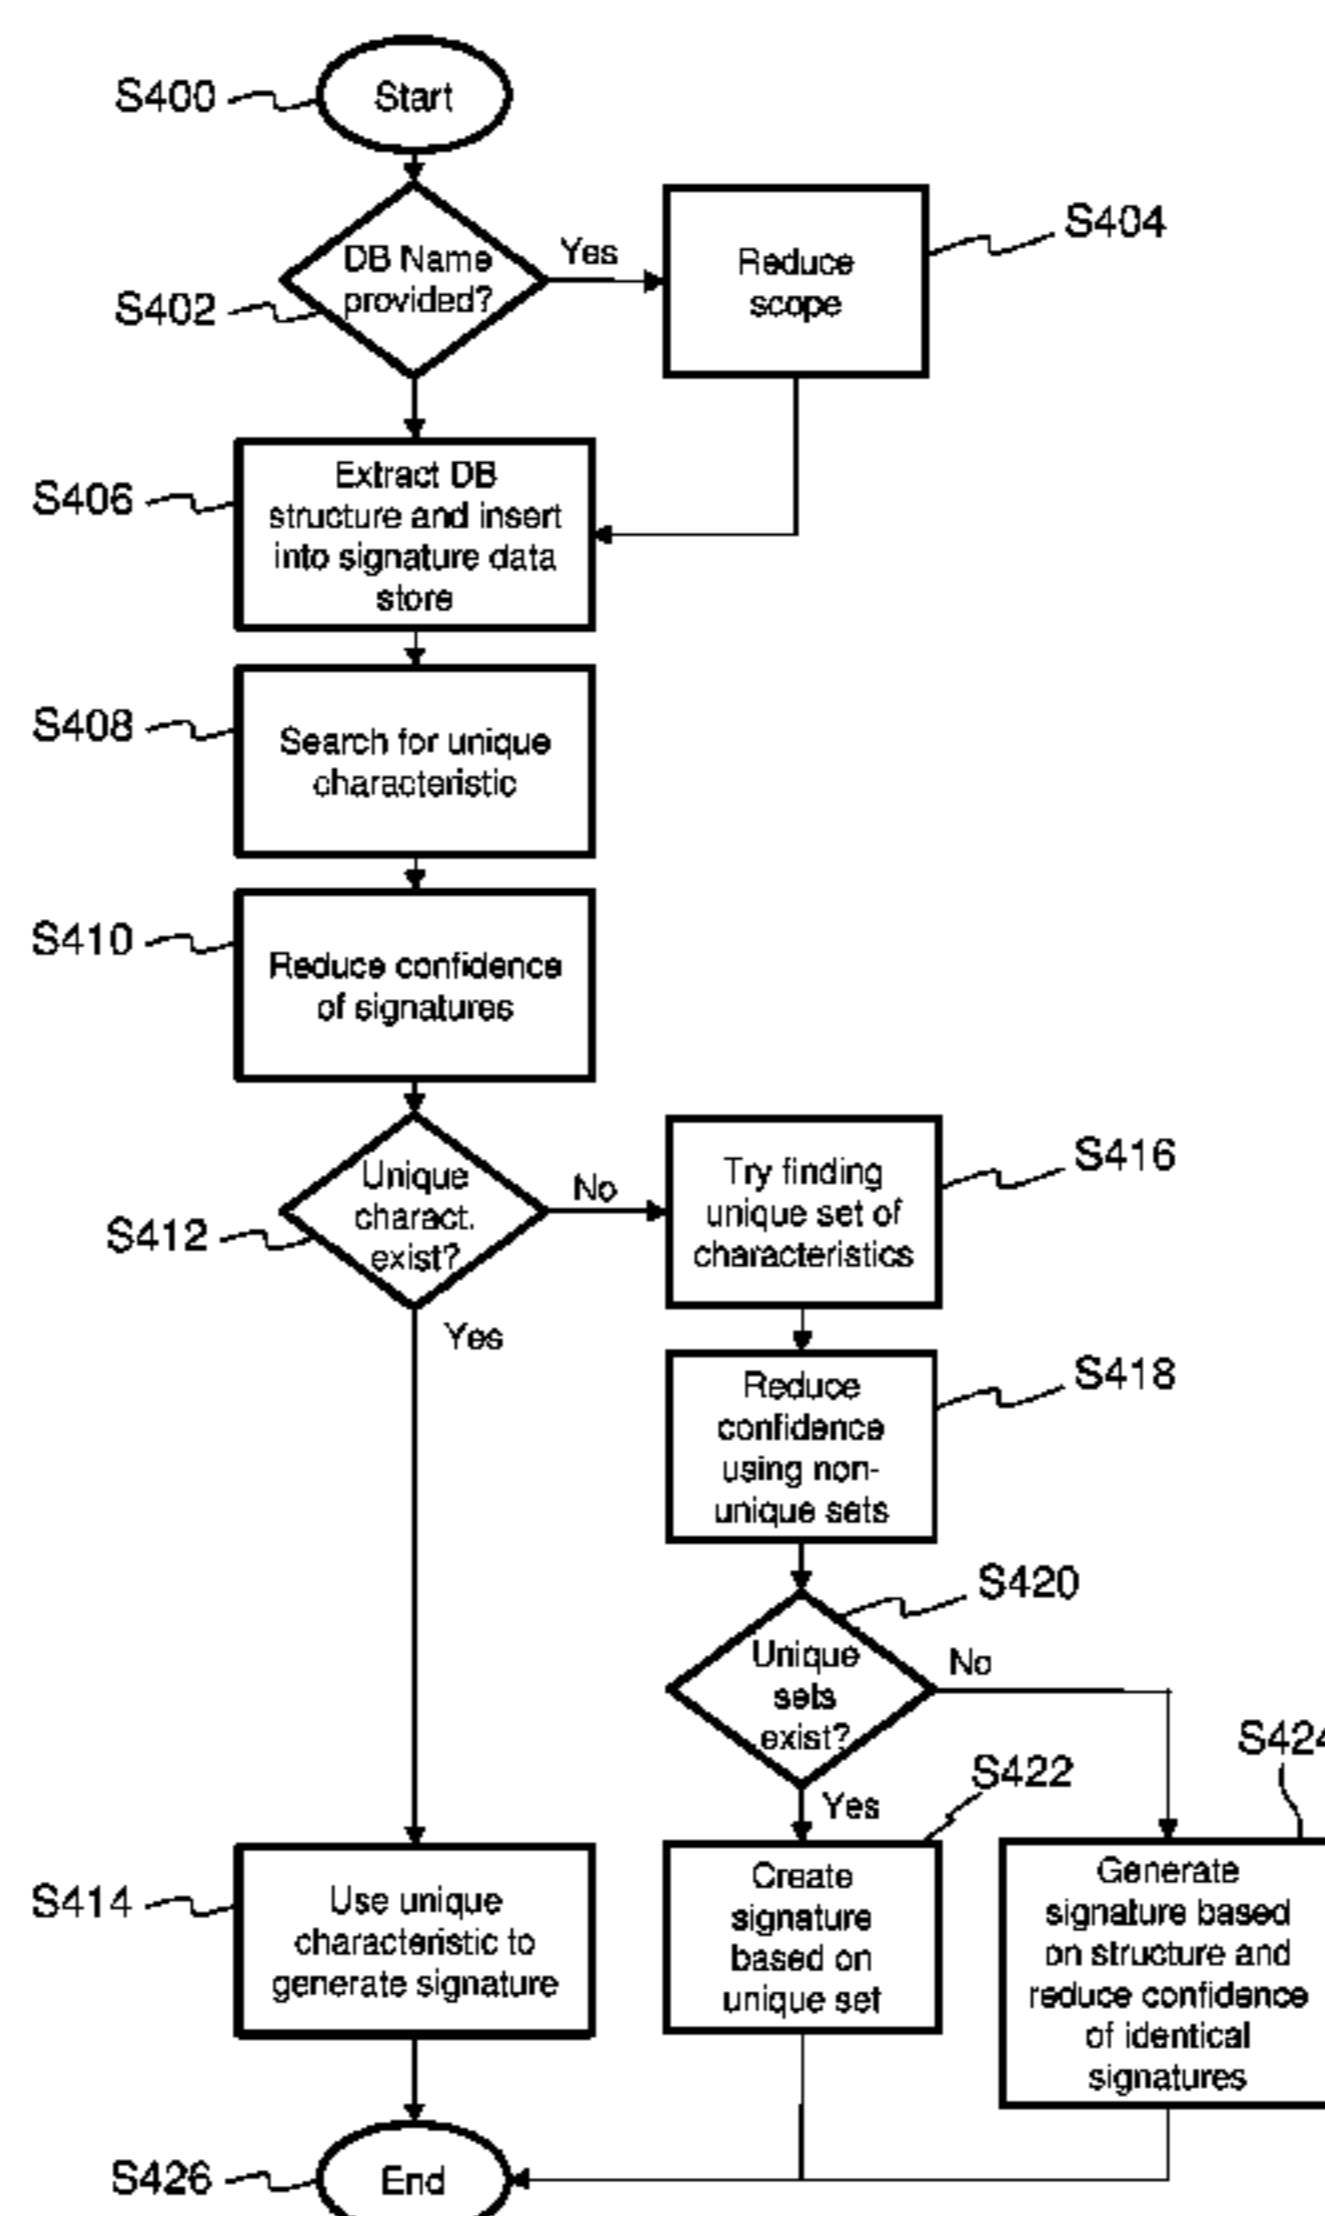 S400
Start
S402
DB Name
provided?
Yes
S404
Reduce
scope
S406
Extract DB
structure and insert
into signature data
store
S408
Search for unique
characteristic
S410
Reduce confidence
of signatures
S412
Unique
charact.
exist?
No
Yes
S416
Try finding
unique set of
characteristics
S418
Reduce
confidence
using non-
unique sets
S420
Unique
sets
exist?
No
Yes
S422
S424
S414
Use unique
characteristic to
generate signature
Create
signature
based on
unique set
Generate
signature based
on structure and
reduce confidence
of identical
signatures
S426
End